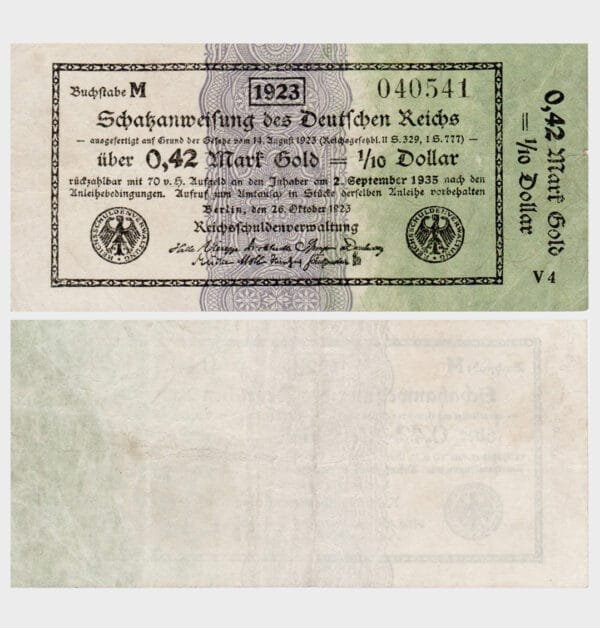 Buchstabe M
1923
040541
Schatzanweisung des Deutschen Reichs
— ausgefertigt auf Grund der Gesetze vom 14. August 1923 (Reichsgesetzbl. II S. 329, I S. 777) —
über 0,42 Mark Gold = 1/10 Dollar
rückzahlbar mit 70 v. H. Aufgeld an den Inhaber am 2. September 1935 nach den
Anleihebedingungen. Aufruf zum Umtausch in Stücke derselben Anleihe vorbehalten
Berlin, den 26. Oktober 1923
Reichsschuldenverwaltung
REICHSSCHULDENVERWALTUNG
REICHSSCHULDENVERWALTUNG
0,42 Mark Gold
= 1/10 Dollar
V 4